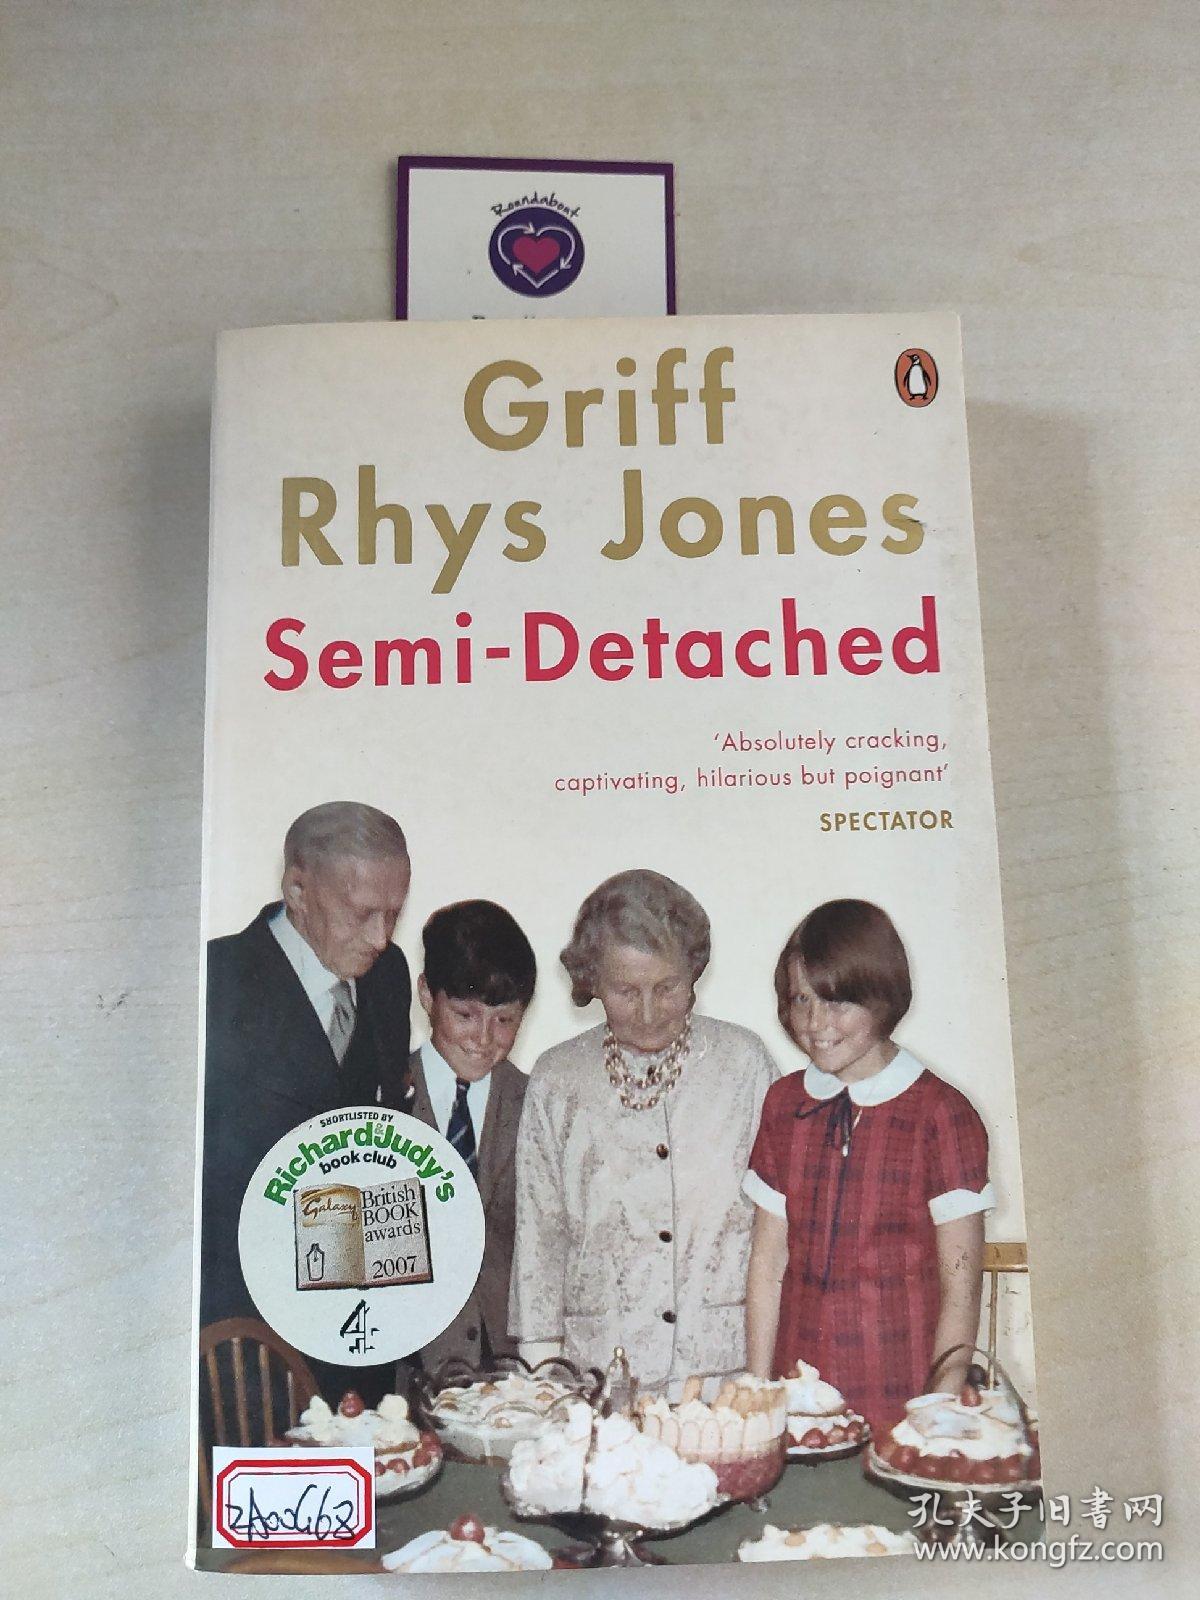 Roundabout
Griff
Rhys Jones
Semi-Detached
'Absolutely cracking,
captivating, hilarious but poignant'
SPECTATOR
SHORTLISTED BY
Richard & Judy's
book club
Galaxy
British
BOOK
awards
2007
4
孔夫子旧书网
www.kongfz.com